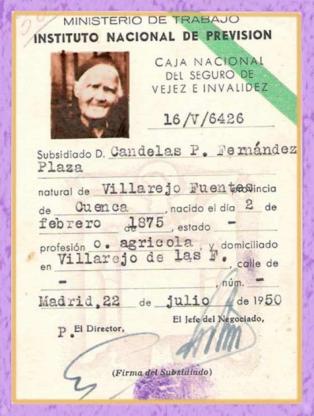 MINISTERIO DE TRABAJO
INSTITUTO NACIONAL DE PREVISION
CAJA NACIONAL
DEL SEGURO DE
VEJEZ E INVALIDEZ
16/V/6426
Subsidiado D. Candelas P. Fernández
Plaza
natural de Villarejo Fuentes provincia
de Cuenca, nacido el día 2 de
febrero de 1875, estado -
profesión o. agricola, y domiciliado
en Villarejo de las F. calle de
- , núm. -
Madrid, 22 de julio de 1950
P. El Director, El Jefe del Negociado,
(Firma del Subsidiado)